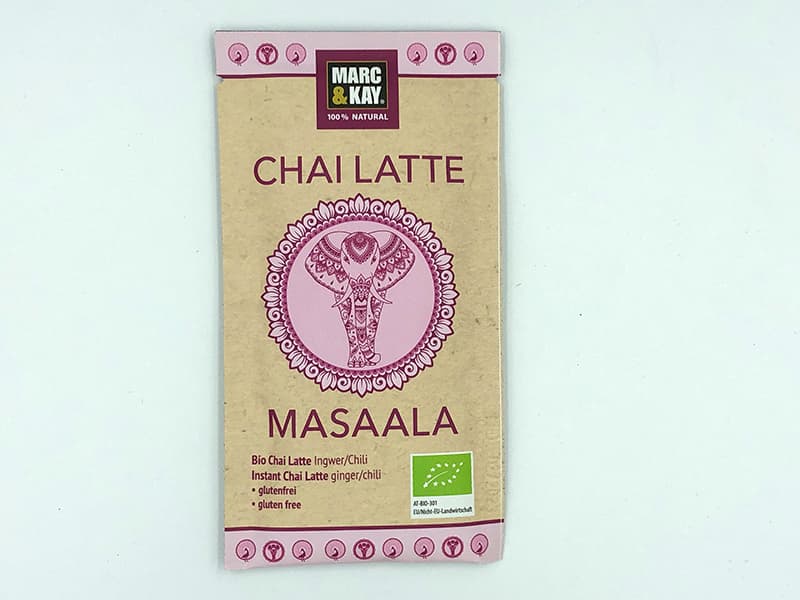 MARC
&KAY®
100% NATURAL
CHAI LATTE
MASAALA
Bio Chai Latte Ingwer/Chili
Instant Chai Latte ginger/chili
• glutenfrei
• gluten free
AT-BIO-301
EU/Nicht-EU-Landwirtschaft